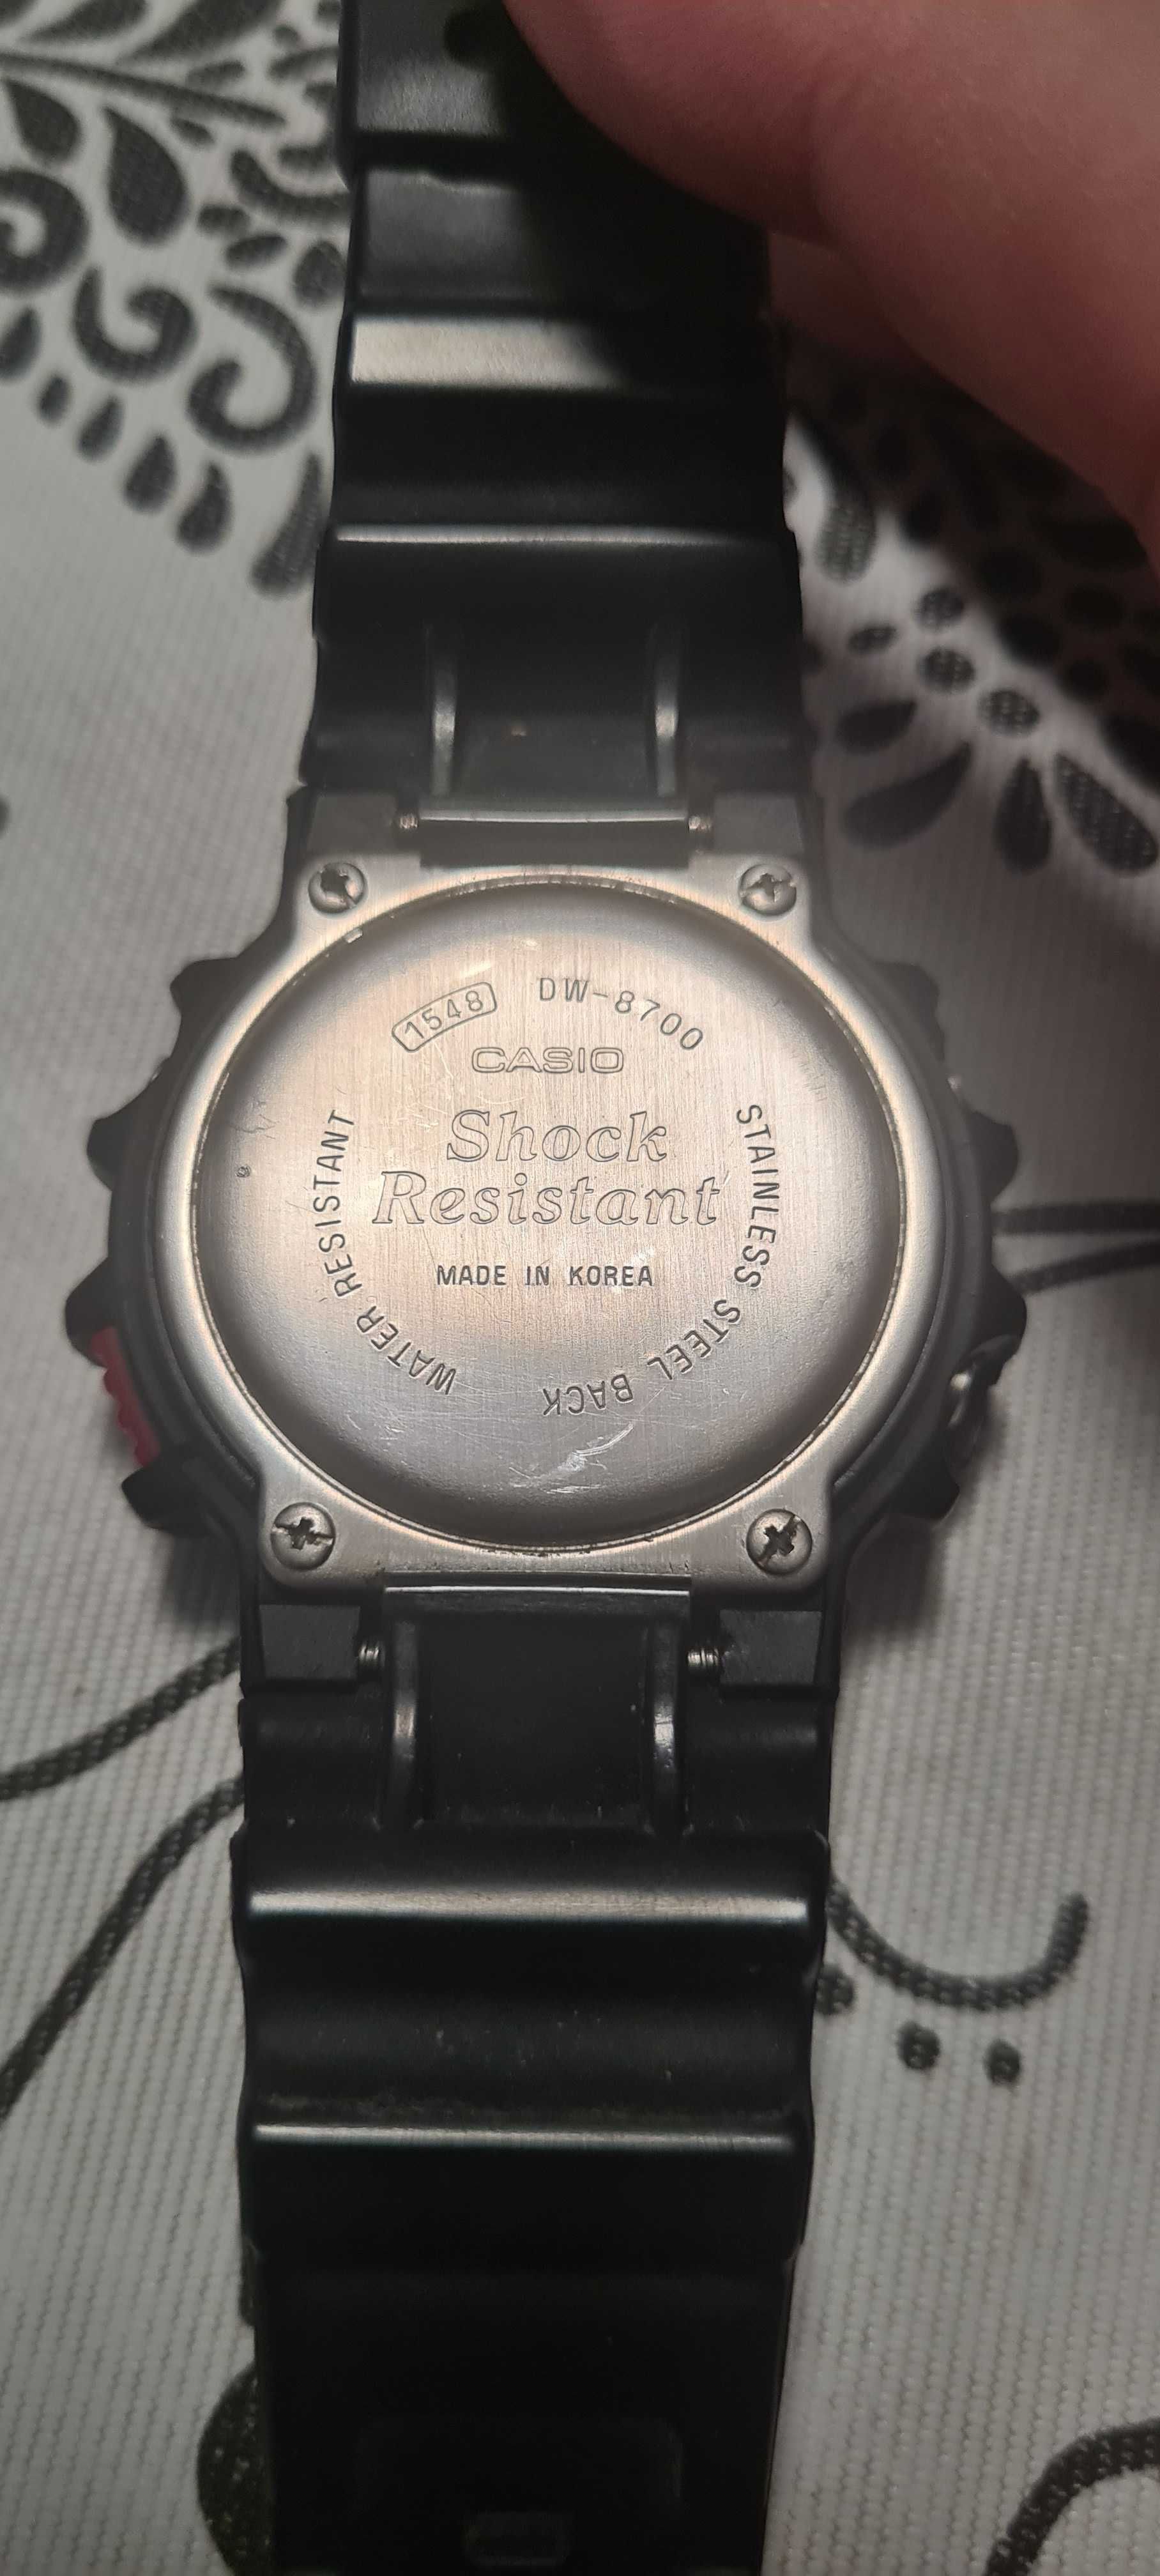 1548 DW-8700
CASIO
Shock
Resistant
MADE IN KOREA
WATER RESISTANT
STAINLESS STEEL BACK